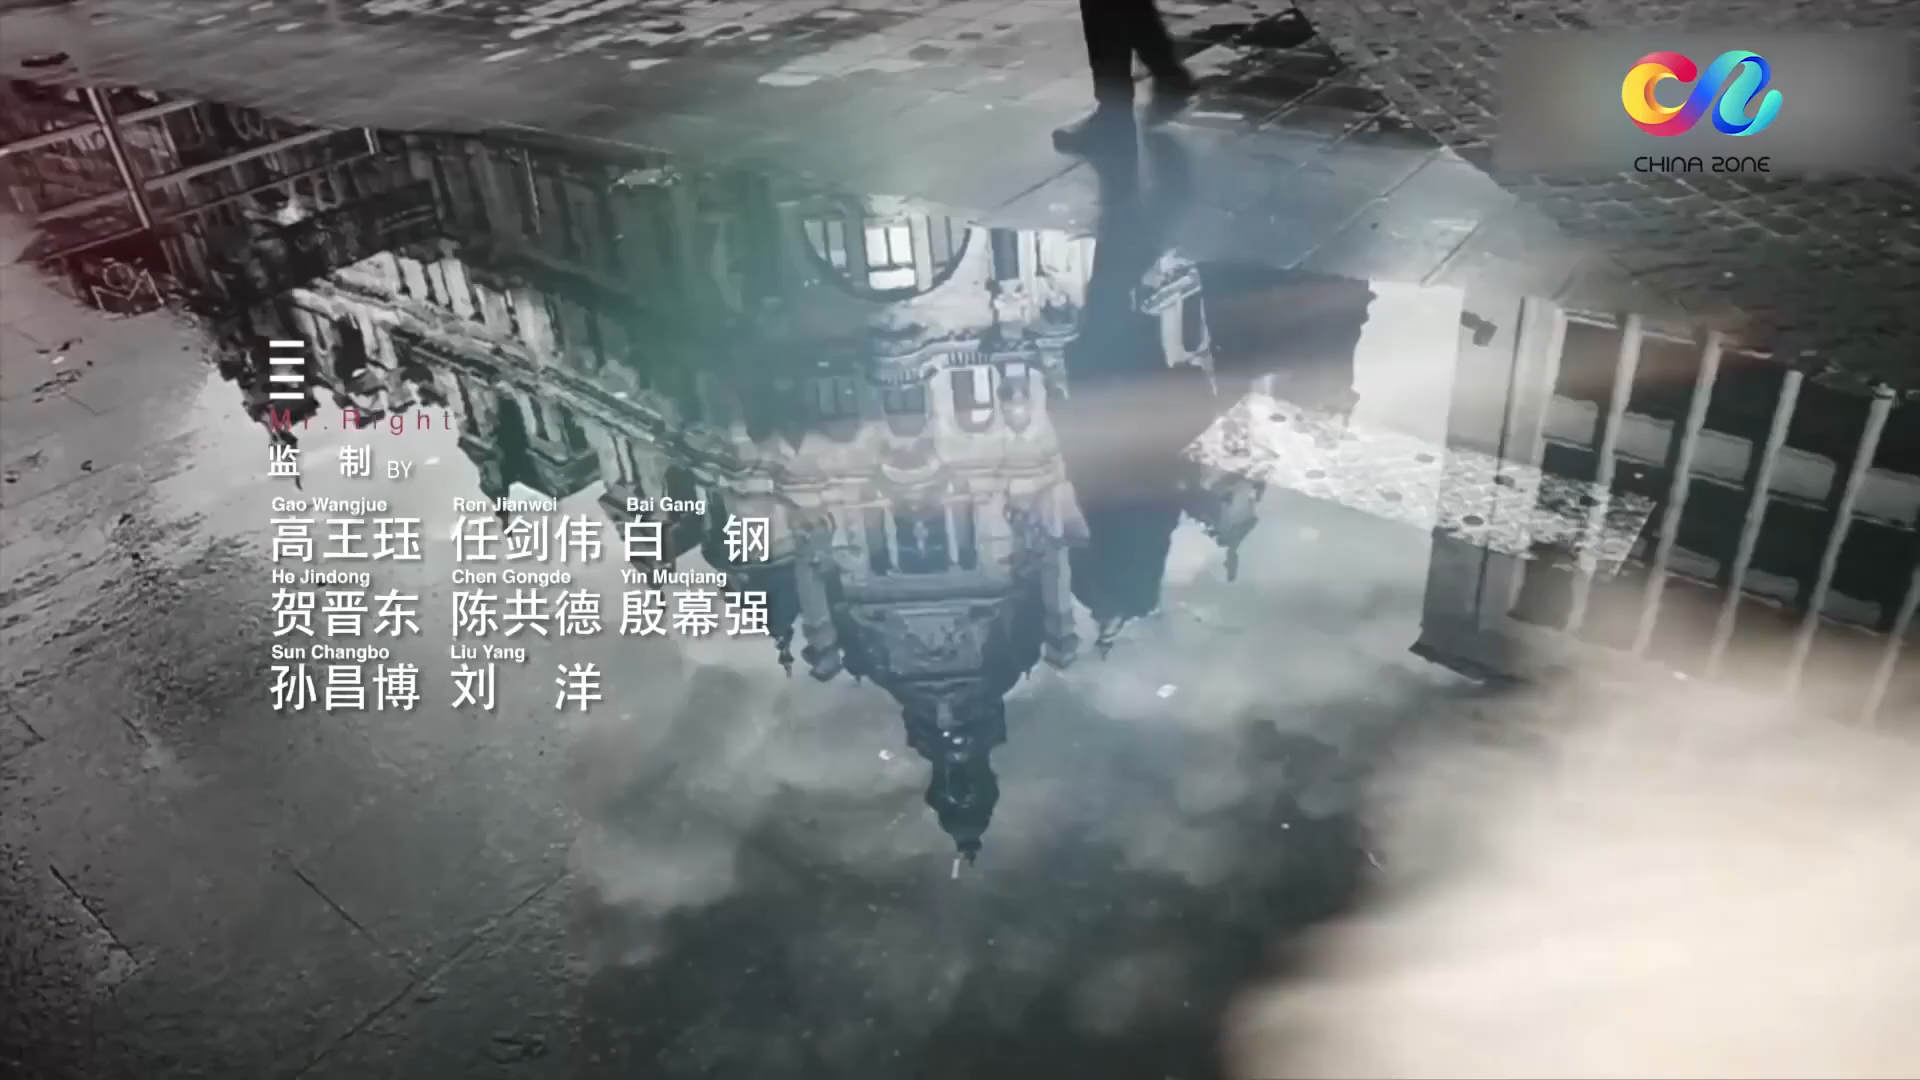 CHINA ZONE
Mr. Right
监 制 BY
Gao Wangjue Ren Jianwei Bai Gang
高王珏 任剑伟 白 钢
He Jindong Chen Gongde Yin Muqiang
贺晋东 陈共德 殷幕强
Sun Changbo Liu Yang
孙昌博 刘 洋